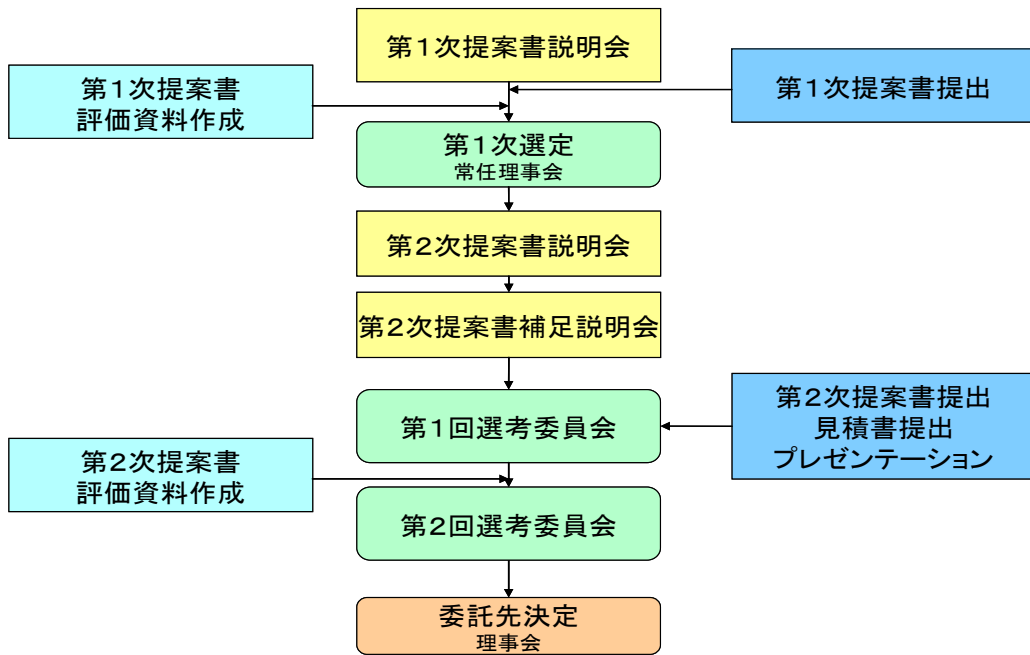 第1次提案書説明会
第1次提案書
評価資料作成
第1次提案書提出
第1次選定
常任理事会
第2次提案書説明会
第2次提案書補足説明会
第1回選考委員会
第2次提案書提出
見積書提出
プレゼンテーション
第2次提案書
評価資料作成
第2回選考委員会
委託先決定
理事会